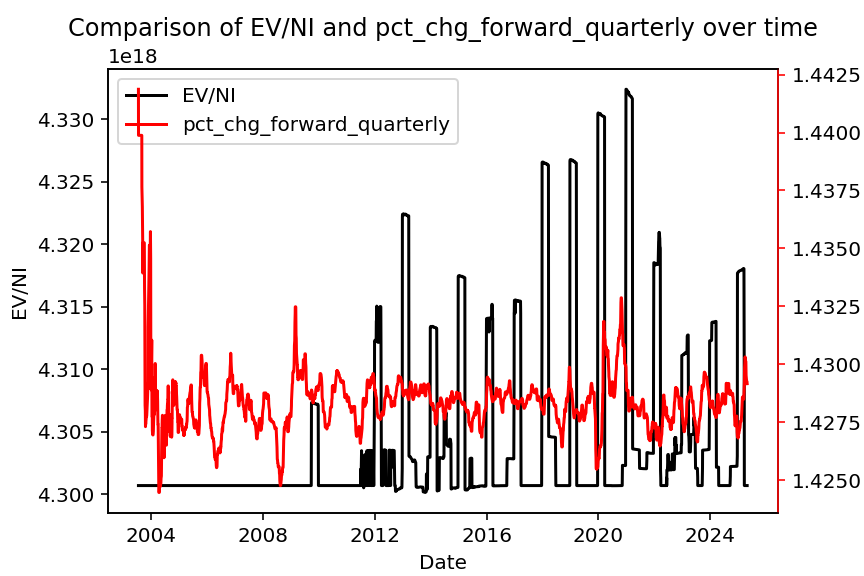 Comparison of EV/NI and pct_chg_forward_quarterly over time
1e18
EV/NI
pct_chg_forward_quarterly
4.330
4.325
4.320
4.315
4.310
4.305
4.300
EV/NI
1.4425
1.4400
1.4375
1.4350
1.4325
1.4300
1.4275
1.4250
2004 2008 2012 2016 2020 2024
Date